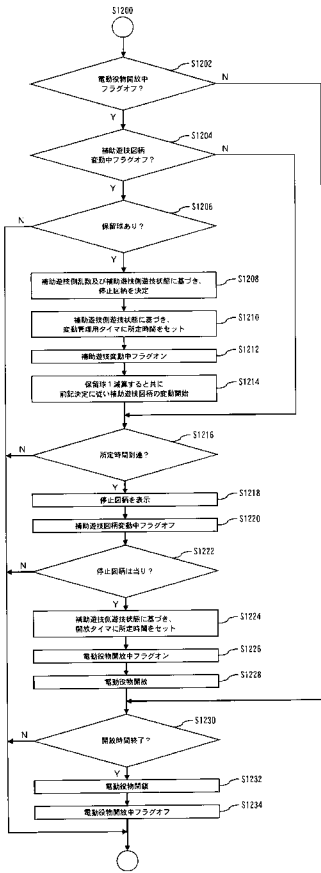 S1200
S1202
電動役物開放中
フラグオフ？
N
Y
S1204
補助遊技図柄
変動中フラグオフ？
N
Y
S1206
保留球あり？
N
Y
S1208
補助遊技側乱数及び補助遊技側遊技状態に基づき、
停止図柄を決定
S1210
補助遊技側遊技状態に基づき、
変動管理用タイマに所定時間をセット
S1212
補助遊技変動中フラグオン
S1214
保留球１減算すると共に
前記決定に従い補助遊技図柄の変動開始
S1216
所定時間到達？
N
Y
S1218
停止図柄を表示
S1220
補助遊技図柄変動中フラグオフ
S1222
停止図柄は当り？
N
Y
S1224
補助遊技側遊技状態に基づき、
開放タイマに所定時間をセット
S1226
電動役物開放中フラグオン
S1228
電動役物開放
S1230
開放時間終了？
N
Y
S1232
電動役物閉鎖
S1234
電動役物開放中フラグオフ